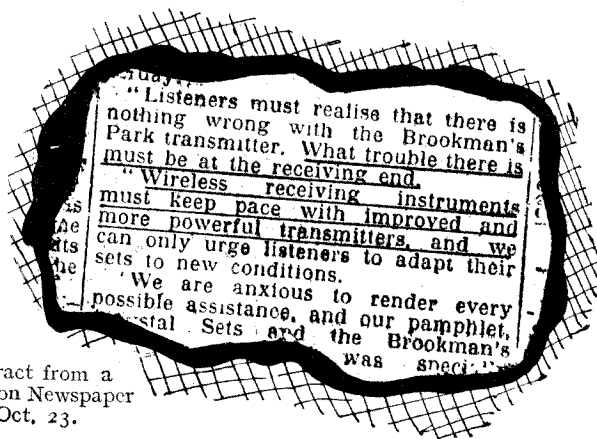 "Listeners must realise that there is
nothing wrong with the Brookman's
Park transmitter. What trouble there is
must be at the receiving end.
"Wireless receiving instruments
must keep pace with improved and
more powerful transmitters, and we
can only urge listeners to adapt their
sets to new conditions.
'We are anxious to render every
possible assistance, and our pamphlet,
Sets and the Brookman's
was
from a
Newspaper
Oct. 23.